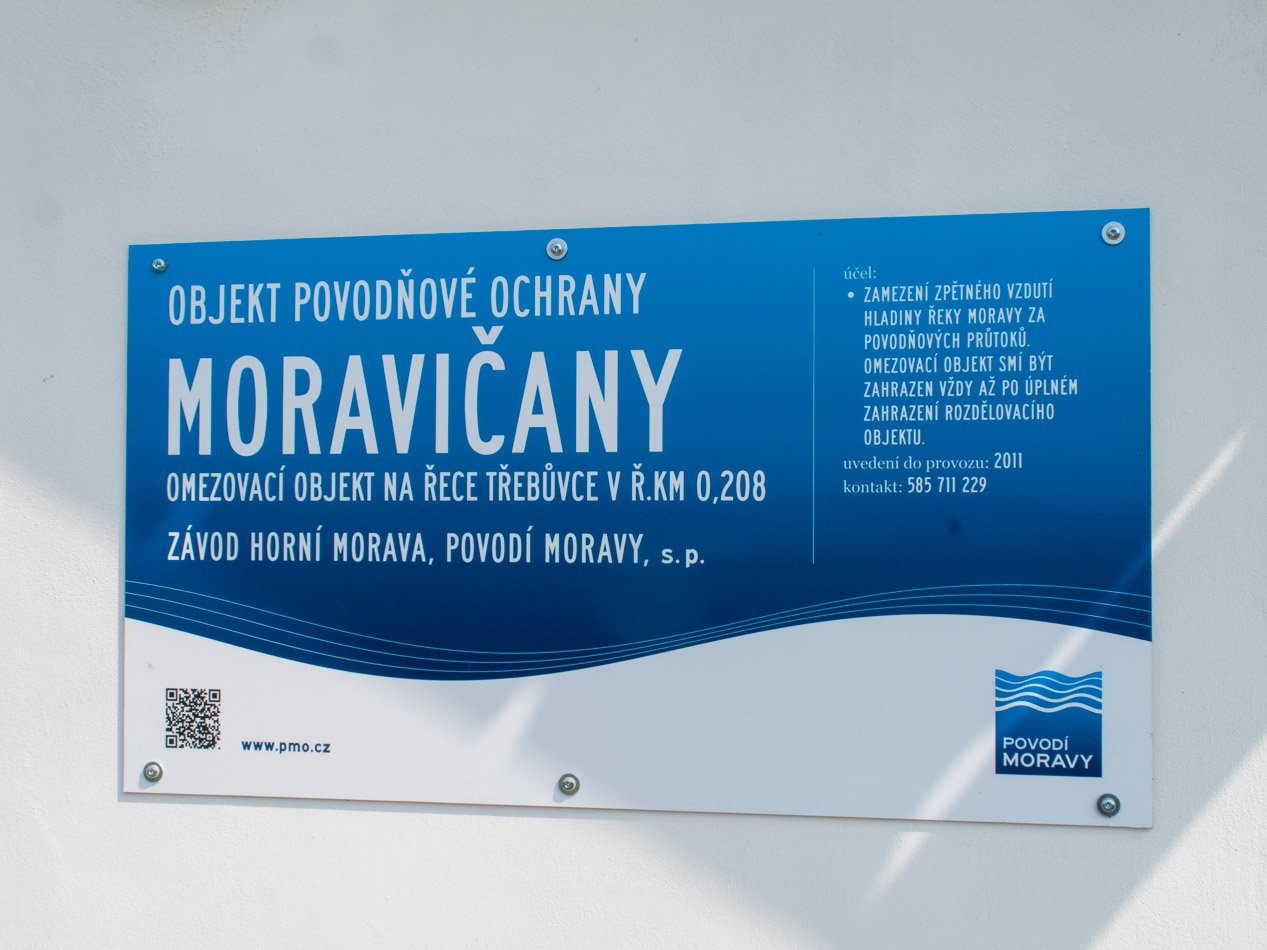 OBJEKT POVODŇOVÉ OCHRANY
MORAVIČANY
OMEZOVACÍ OBJEKT NA ŘECE TŘEBŮVCE V Ř.KM 0,208
ZÁVOD HORNÍ MORAVA, POVODÍ MORAVY, s.p.
účel:
• ZAMEZENÍ ZPĚTNÉHO VZDUTÍ
HLADINY ŘEKY MORAVY ZA
POVODŇOVÝCH PRŮTOKŮ.
OMEZOVACÍ OBJEKT SMÍ BÝT
ZAHRAZEN VŽDY AŽ PO ÚPLNÉM
ZAHRAZENÍ ROZDĚLOVACÍHO
OBJEKTU.
uvedení do provozu: 2011
kontakt: 585 711 229
www.pmo.cz
POVODÍ
MORAVY